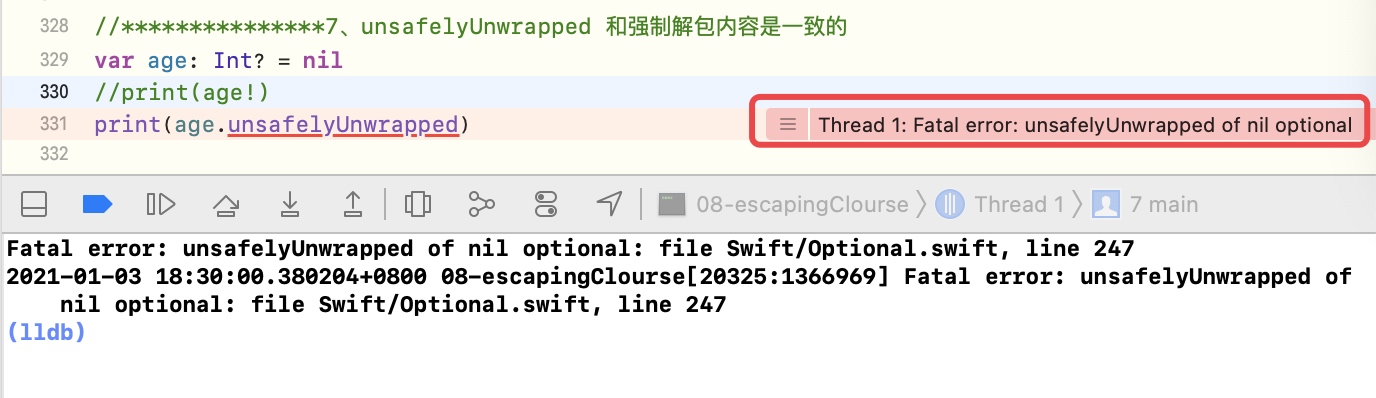 328 //***************7、unsafelyUnwrapped 和强制解包内容是一致的
329 var age: Int? = nil
330 //print(age!)
331 print(age.unsafelyUnwrapped) Thread 1: Fatal error: unsafelyUnwrapped of nil optional
332
08-escapingClourse Thread 1 7 main
Fatal error: unsafelyUnwrapped of nil optional: file Swift/Optional.swift, line 247
2021-01-03 18:30:00.380204+0800 08-escapingClourse[20325:1366969] Fatal error: unsafelyUnwrapped of
nil optional: file Swift/Optional.swift, line 247
(lldb)